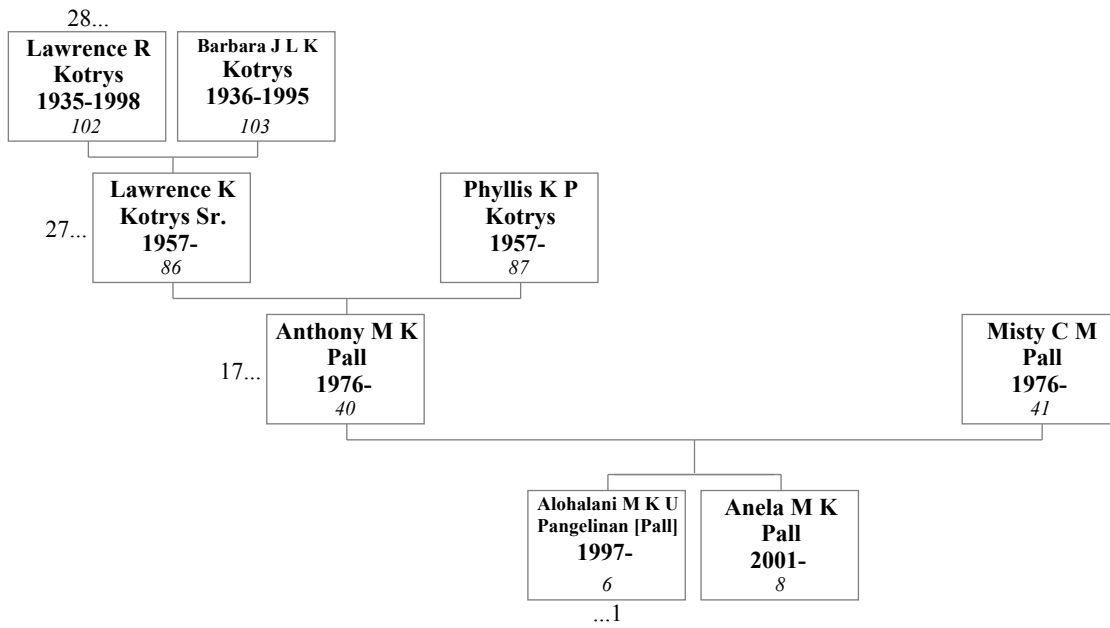 28...
Lawrence R
Kotrys
1935-1998
102
Barbara J L K
Kotrys
1936-1995
103
27...
Lawrence K
Kotrys Sr.
1957-
86
Phyllis K P
Kotrys
1957-
87
17...
Anthony M K
Pall
1976-
40
Misty C M
Pall
1976-
41
Alohalani M K U
Pangelinan [Pall]
1997-
6
Anela M K
Pall
2001-
8
...1